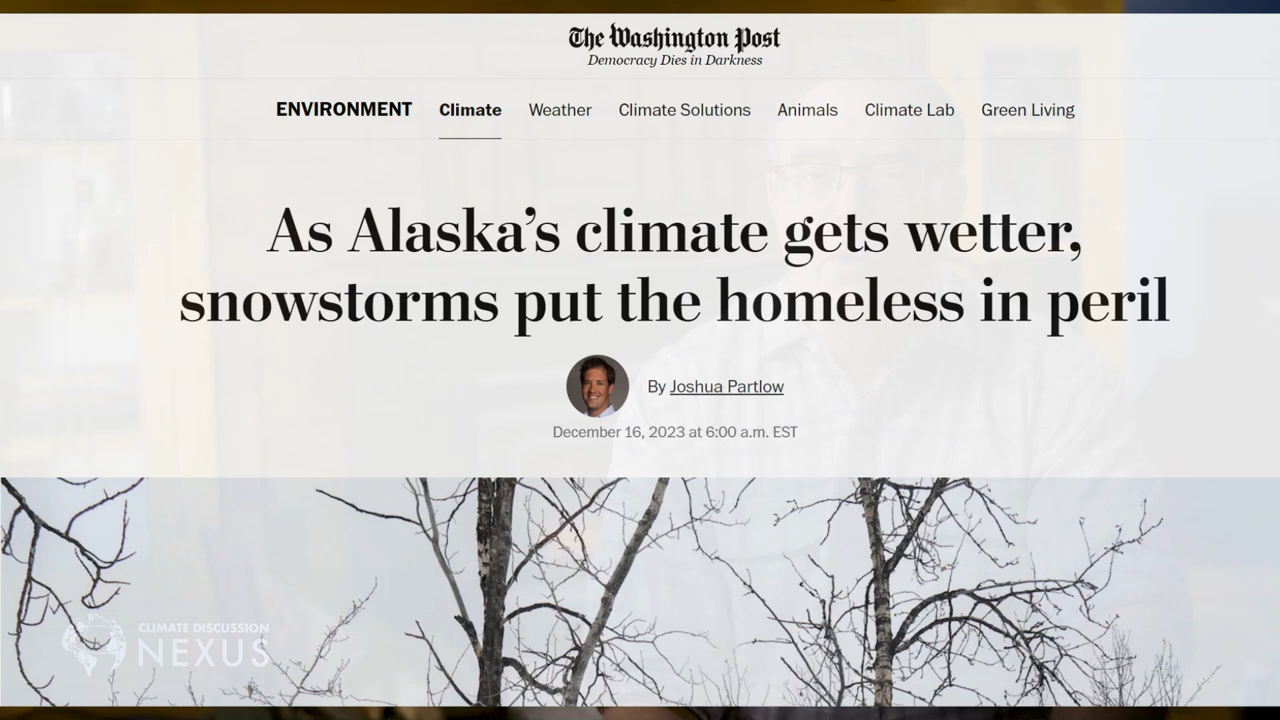 The Washington Post
Democracy Dies in Darkness
ENVIRONMENT Climate Weather Climate Solutions Animals Climate Lab Green Living
As Alaska’s climate gets wetter,
snowstorms put the homeless in peril
By Joshua Partlow
December 16, 2023 at 6:00 a.m. EST
CLIMATE DISCUSSION
NEXUS